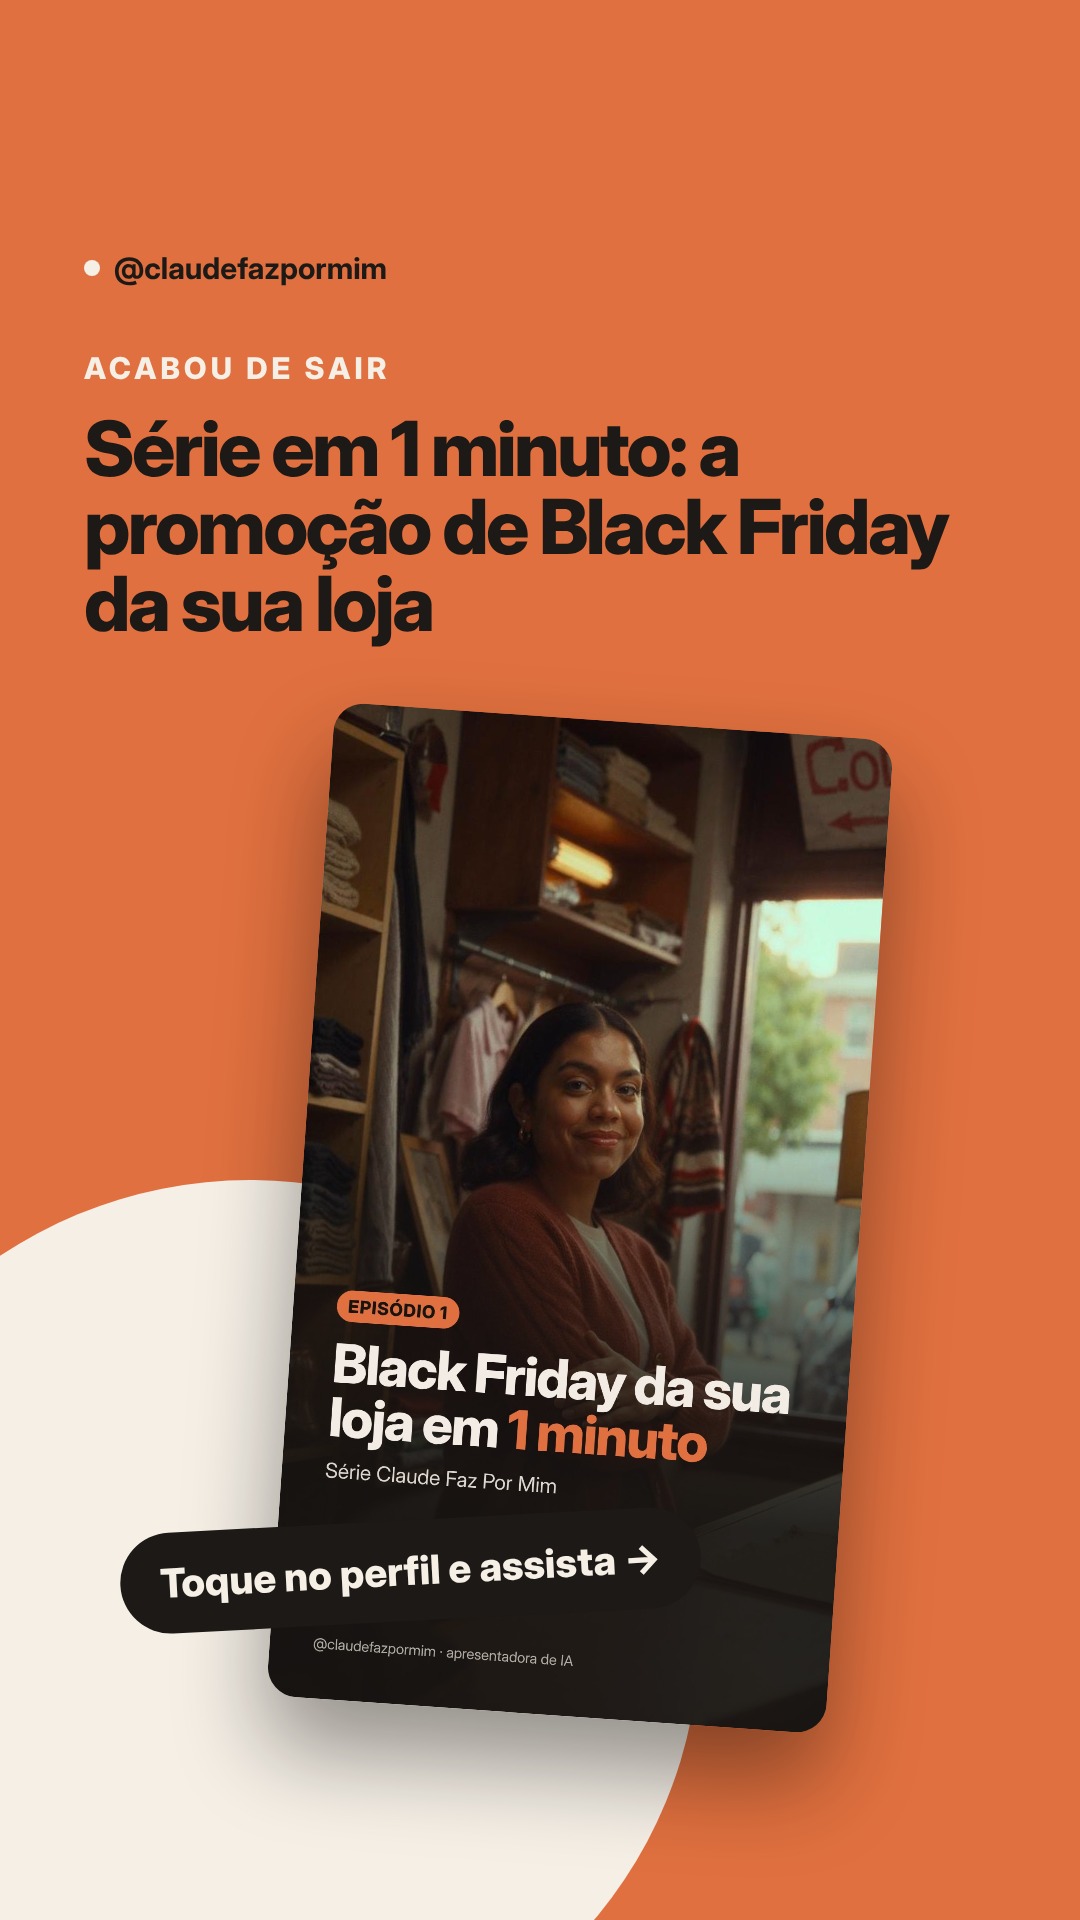 @claudefazpormim
ACABOU DE SAIR
Série em 1 minuto: a
promoção de Black Friday
da sua loja
EPISÓDIO 1
Black Friday da sua
loja em 1 minuto
Série Claude Faz Por Mim
Toque no perfil e assista →
@claudefazpormim · apresentadora de IA